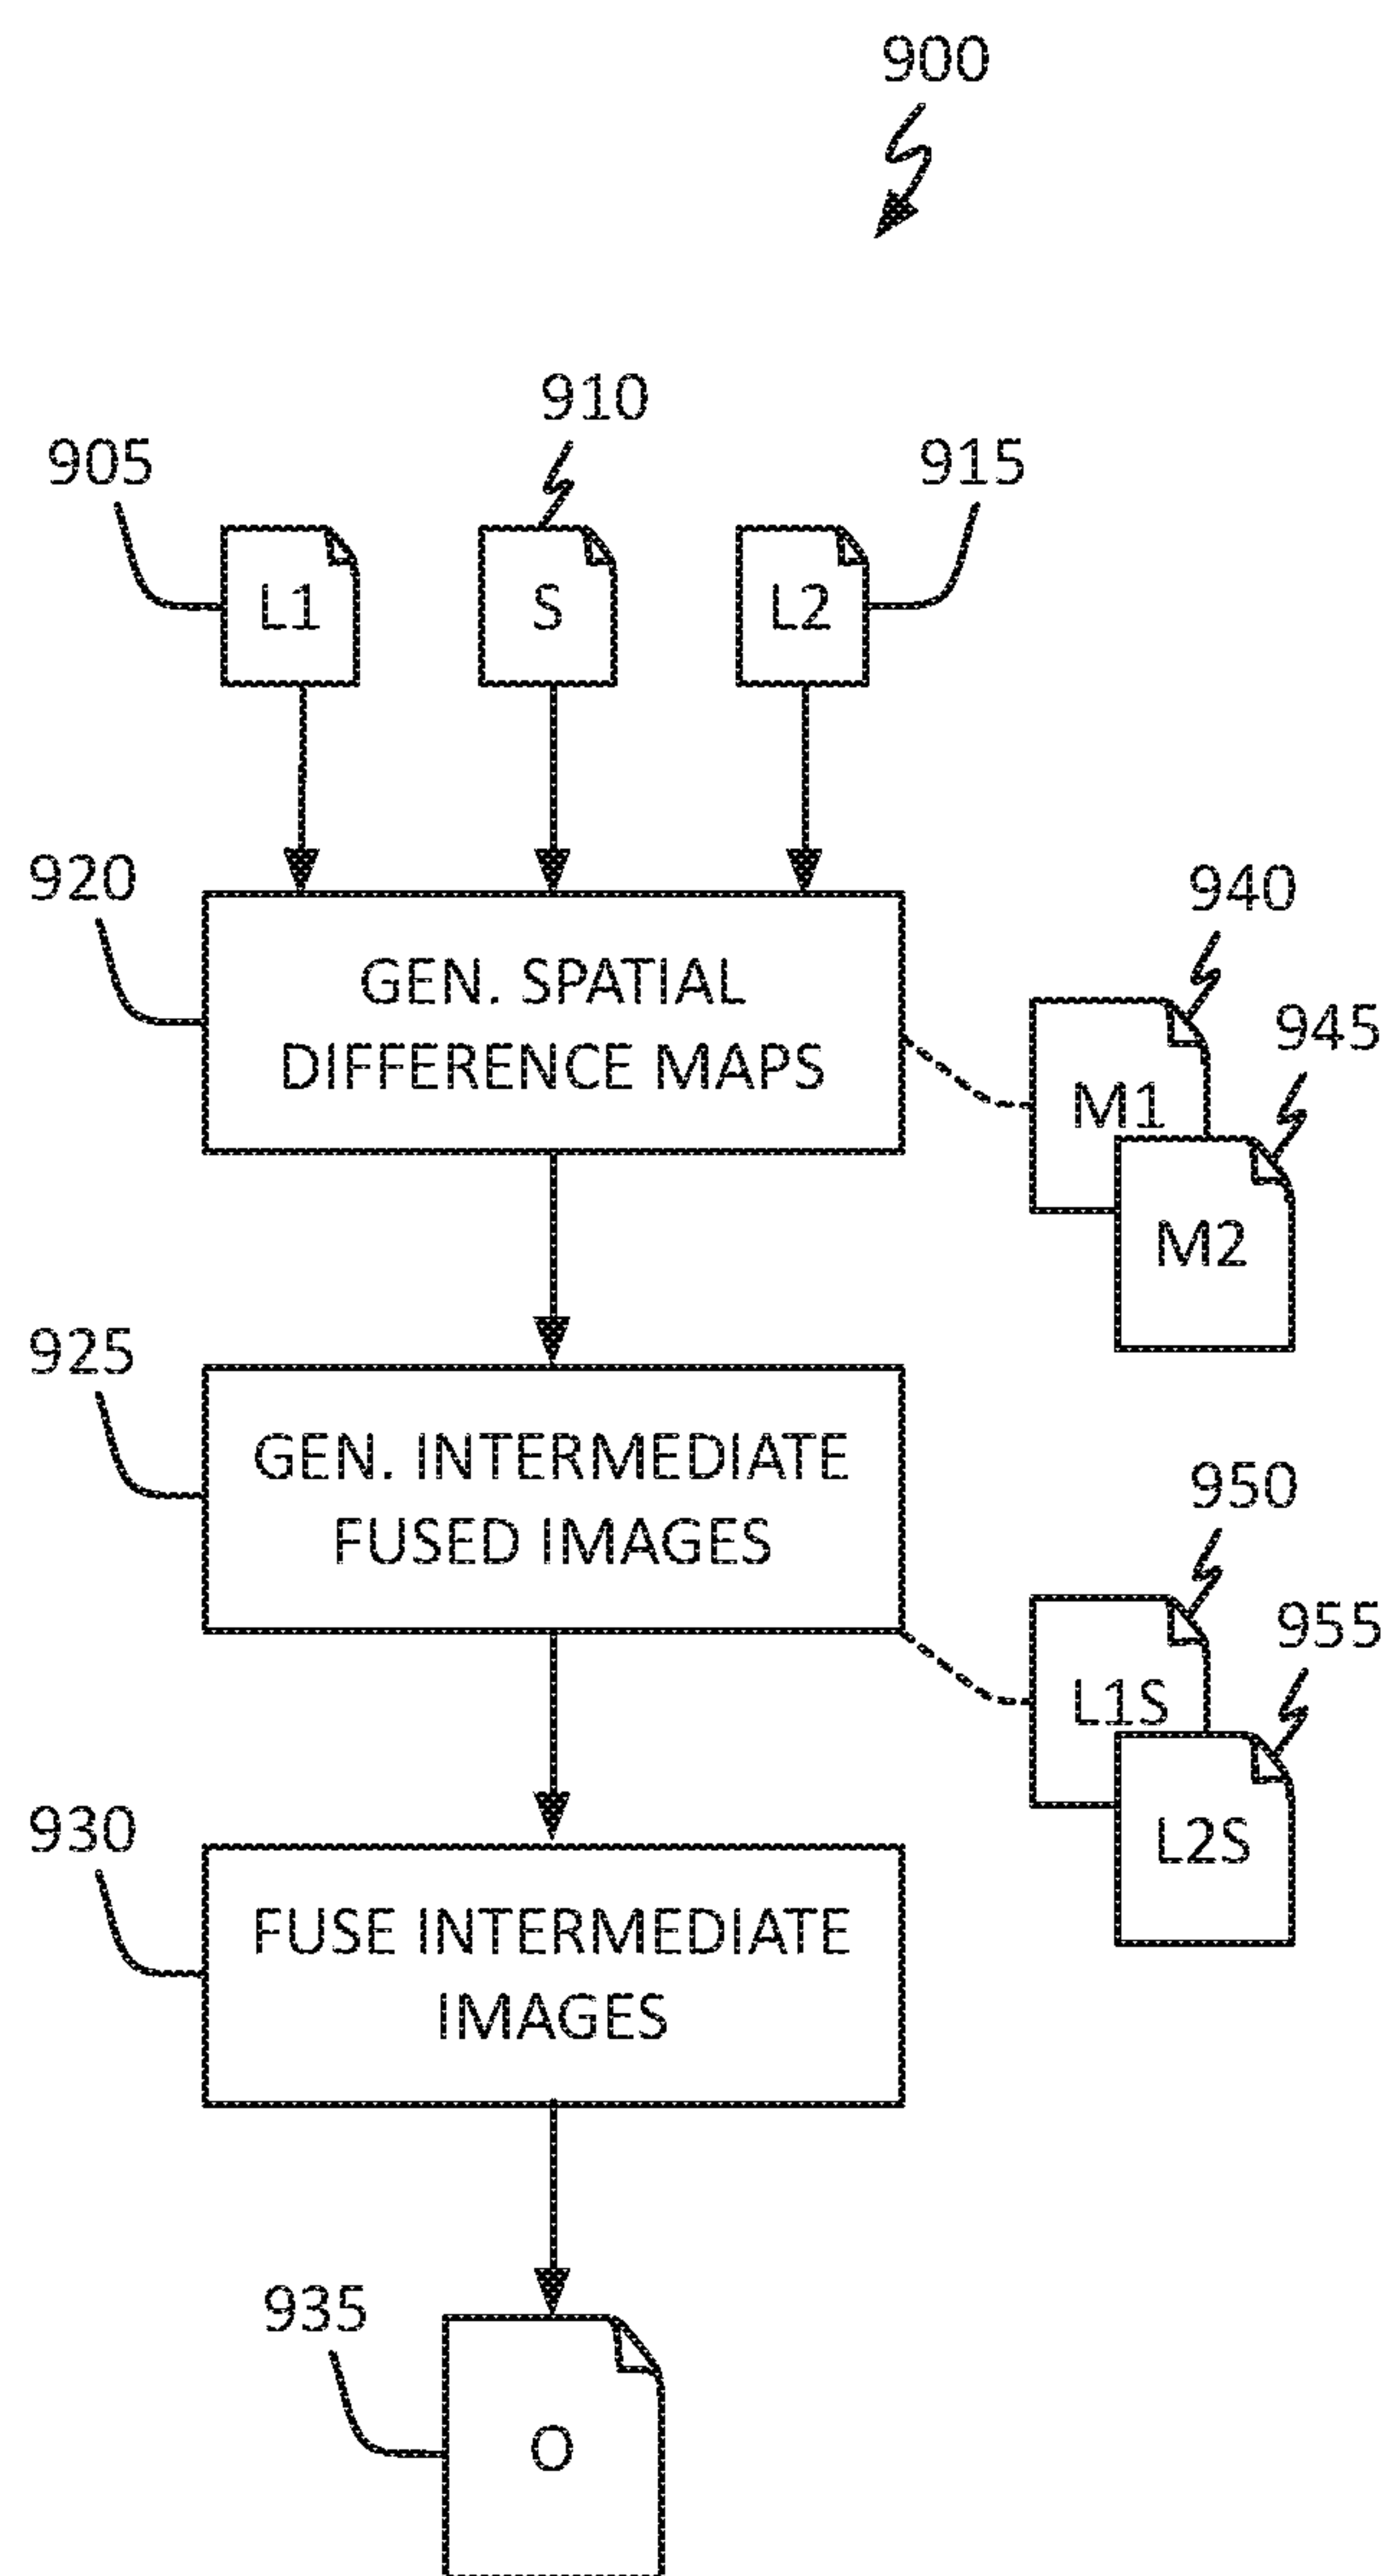 900
910
905
915
L1
S
L2
920
940
GEN. SPATIAL
DIFFERENCE MAPS
945
M1
M2
925
GEN. INTERMEDIATE
FUSED IMAGES
950
955
L1S
L2S
930
FUSE INTERMEDIATE
IMAGES
935
O